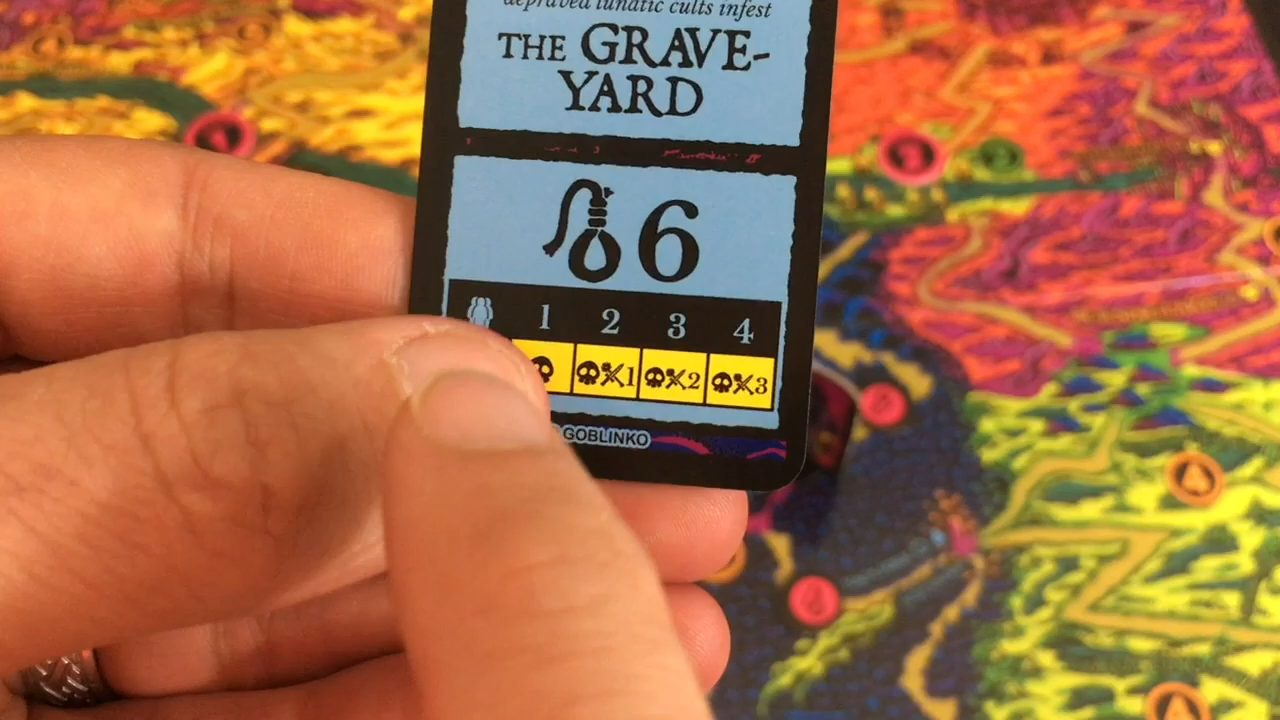 depraved lunatic cults infest
THE GRAVE-
YARD
6
1 2 3 4
1 2 3
GOBLINKO